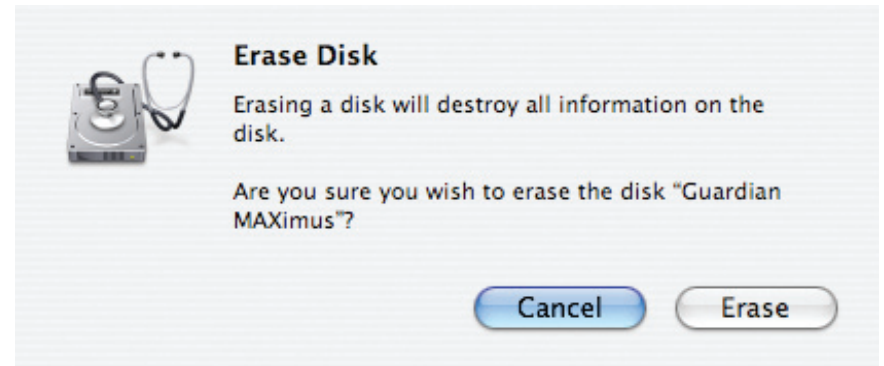 Erase Disk
Erasing a disk will destroy all information on the
disk.
Are you sure you wish to erase the disk “Guardian
MAXimus”?
Cancel
Erase